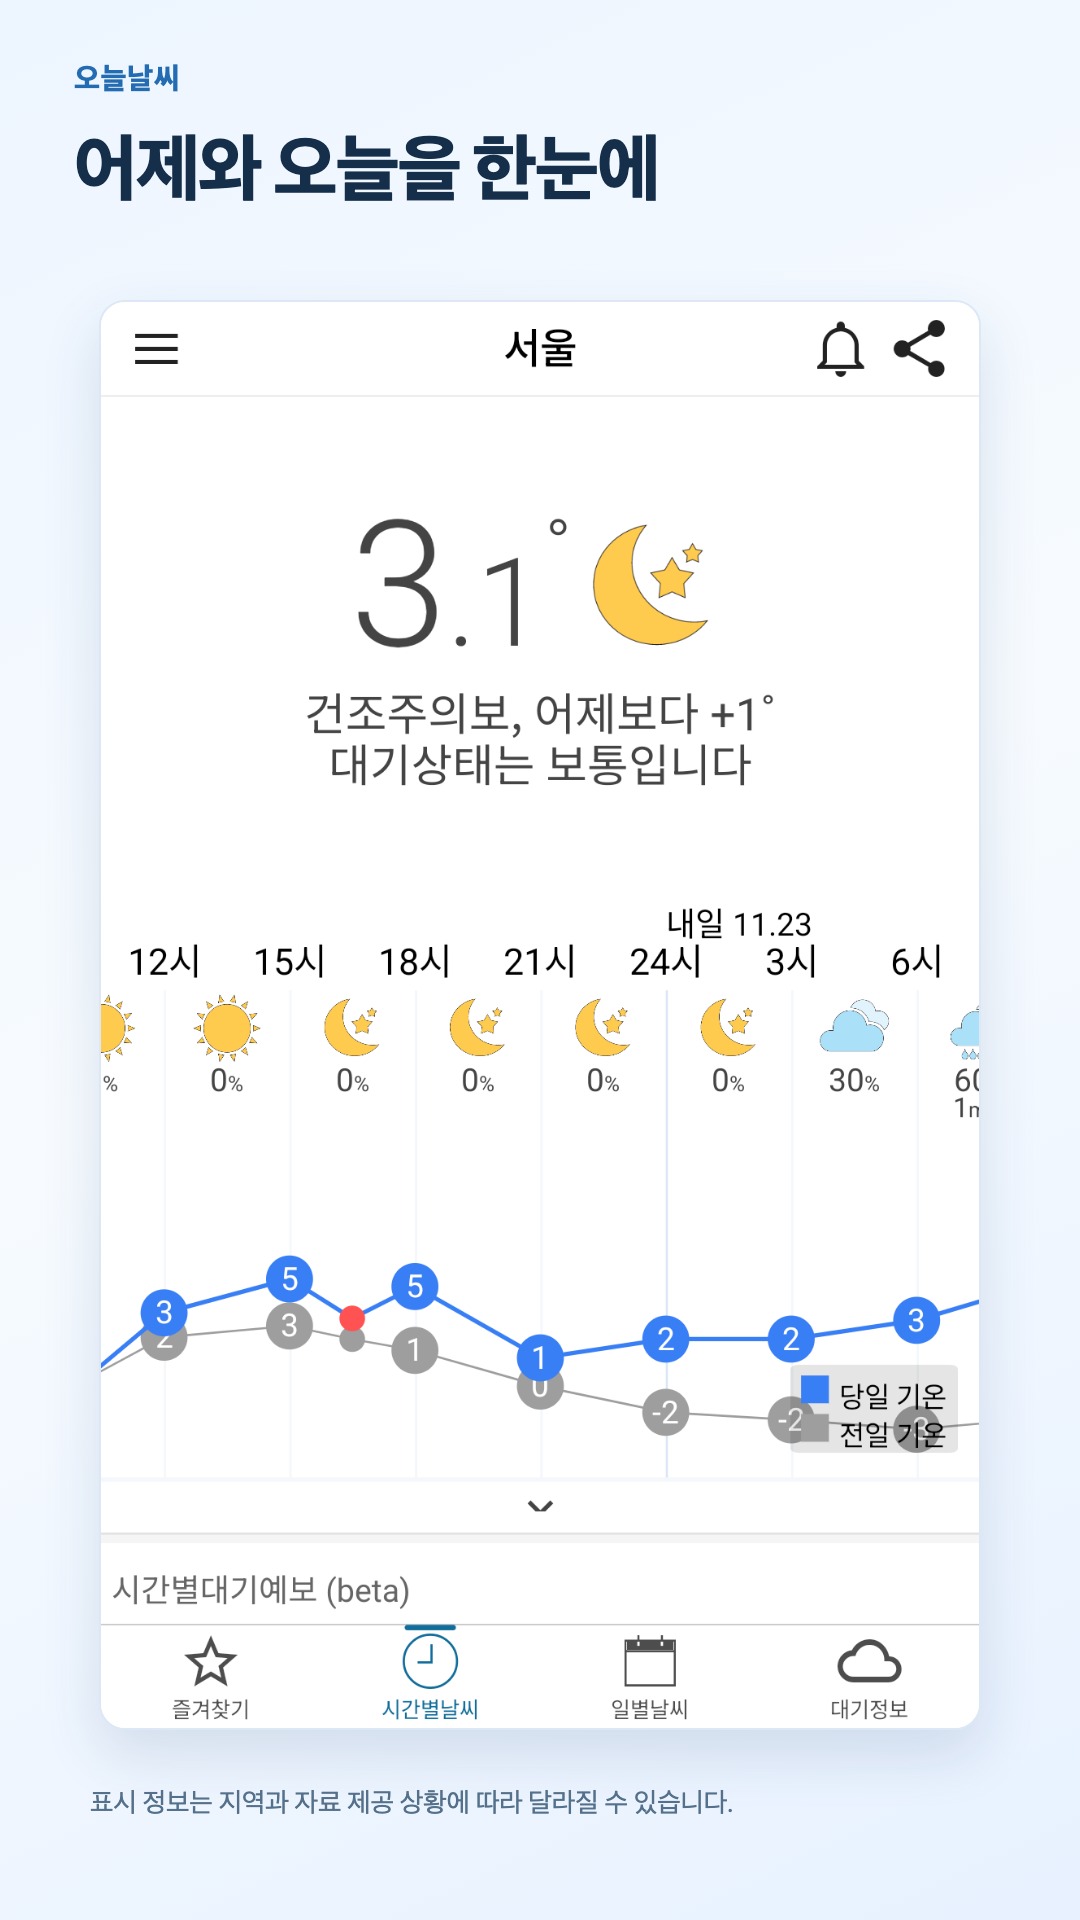 오늘날씨
어제와 오늘을 한눈에
서울
3.1°
건조주의보, 어제보다 +1°
대기상태는 보통입니다
내일 11.23
12시 15시 18시 21시 24시 3시 6시
% 0% 0% 0% 0% 0% 30% 60
1m
3 5 5 1 2 2 3
2 3 1 0 -2 -2 -3
당일 기온
전일 기온
시간별대기예보 (beta)
즐겨찾기 시간별날씨 일별날씨 대기정보
표시 정보는 지역과 자료 제공 상황에 따라 달라질 수 있습니다.